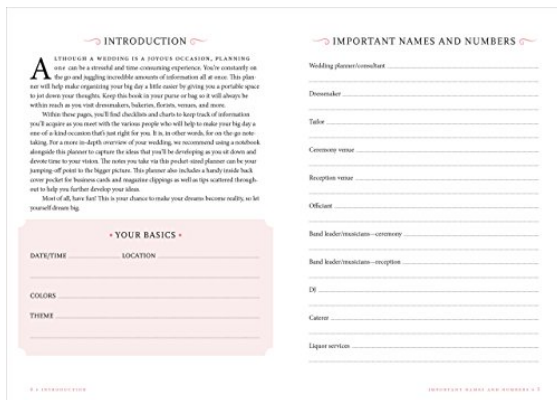 INTRODUCTION
ALTHOUGH A WEDDING IS A JOYOUS OCCASION, PLANNING
one can be a stressful and time-consuming experience. You're constantly on
the go and juggling incredible amounts of information all at once. This plan-
ner will help make organizing your big day a little easier by giving you a portable space
to jot down your thoughts. Keep this book in your purse or bag so it will always be
within reach as you visit dressmakers, bakeries, florists, venues, and more.
Within these pages, you'll find checklists and charts to keep track of information
you'll acquire as you meet with the various people who will help to make your big day a
one-of-a-kind occasion that's just right for you. It is, in other words, for on-the-go note-
taking. For a more in-depth overview of your wedding, we recommend using a notebook
alongside this planner to capture the ideas that you'll be developing as you sit down and
devote time to your vision. The notes you take via this pocket-sized planner can be your
jumping-off point to the bigger picture. This planner also includes a handy inside back
cover pocket for business cards and magazine clippings as well as tips scattered through-
out to help you further develop your ideas.
Most of all, have fun! This is your chance to make your dreams become reality, so let
yourself dream big.
YOUR BASICS
DATE/TIME LOCATION
COLORS
THEME
INTRODUCTION
IMPORTANT NAMES AND NUMBERS
Wedding planner/consultant
Dressmaker
Tailor
Ceremony venue
Reception venue
Officiant
Band leader/musicians—ceremony
Band leader/musicians—reception
DJ
Caterer
Liquor services
IMPORTANT NAMES AND NUMBERS